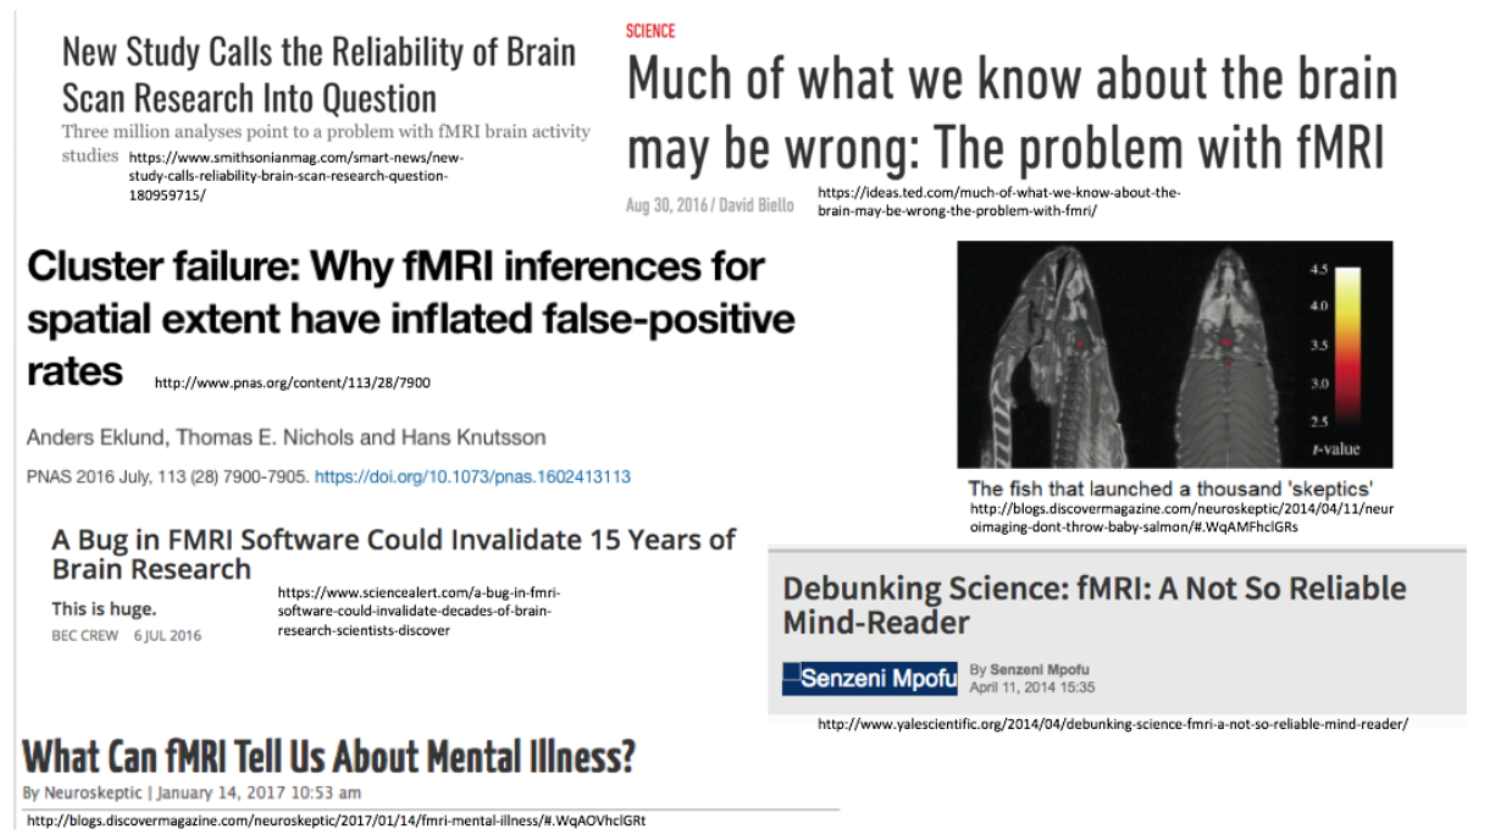 New Study Calls the Reliability of Brain
Scan Research Into Question
Three million analyses point to a problem with fMRI brain activity
studies
https://www.smithsonianmag.com/smart-news/new-
study-calls-reliability-brain-scan-research-question-
180959715/
SCIENCE
Much of what we know about the brain
may be wrong: The problem with fMRI
Aug 30, 2016 / David Biello
https://ideas.ted.com/much-of-what-we-know-about-the-
brain-may-be-wrong-the-problem-with-fmri/
Cluster failure: Why fMRI inferences for
spatial extent have inflated false-positive
rates
http://www.pnas.org/content/113/28/7900
Anders Eklund, Thomas E. Nichols and Hans Knutsson
PNAS 2016 July, 113 (28) 7900-7905. https://doi.org/10.1073/pnas.1602413113
4.5
4.0
3.5
3.0
2.5
t-value
The fish that launched a thousand 'skeptics'
http://blogs.discovermagazine.com/neuroskeptic/2014/04/11/neur
oimaging-dont-throw-baby-salmon/#.WqAMFhclGRs
A Bug in FMRI Software Could Invalidate 15 Years of
Brain Research
This is huge.
BEC CREW 6 JUL 2016
https://www.sciencealert.com/a-bug-in-fmri-
software-could-invalidate-decades-of-brain-
research-scientists-discover
Debunking Science: fMRI: A Not So Reliable
Mind-Reader
Senzeni Mpofu
By Senzeni Mpofu
April 11, 2014 15:35
http://www.yalescientific.org/2014/04/debunking-science-fmri-a-not-so-reliable-mind-reader/
What Can fMRI Tell Us About Mental Illness?
By Neuroskeptic | January 14, 2017 10:53 am
http://blogs.discovermagazine.com/neuroskeptic/2017/01/14/fmri-mental-illness/#.WqAOVhclGRt